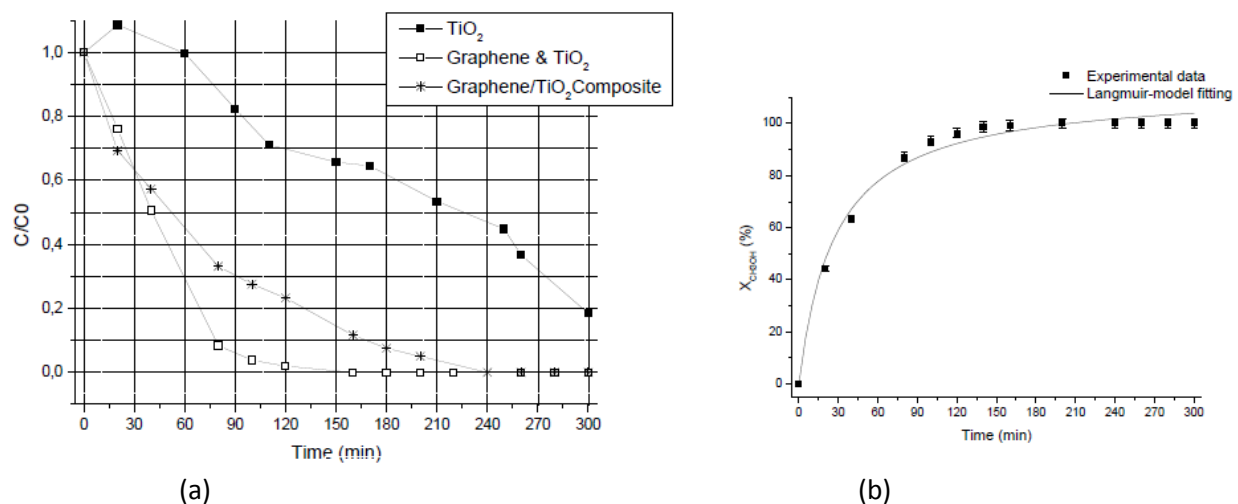 TiO₂
Graphene & TiO₂
Graphene/TiO₂Composite
1,0
0,8
0,6
0,4
0,2
0,0
C/C0
0 30 60 90 120 150 180 210 240 270 300
Time (min)
(a)
Experimental data
Langmuir-model fitting
100
80
60
40
20
0
X_CH3OH (%)
0 30 60 90 120 150 180 210 240 270 300
Time (min)
(b)